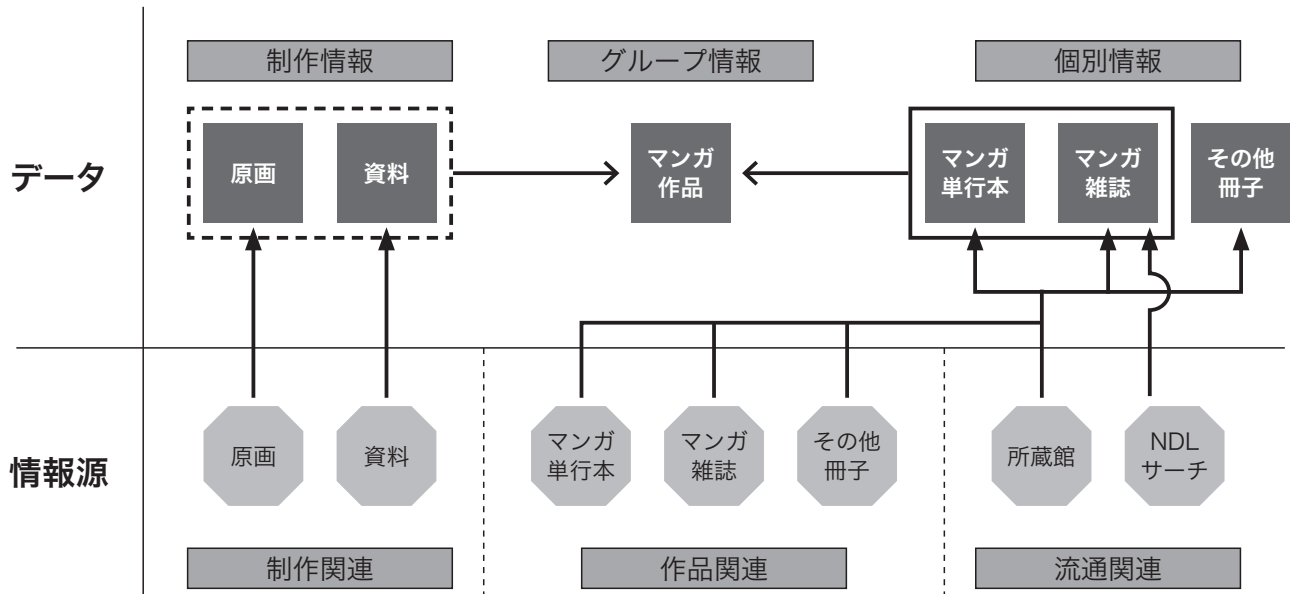 制作情報
グループ情報
個別情報
データ
原画
資料
マンガ
作品
マンガ
単行本
マンガ
雑誌
その他
冊子
情報源
原画
資料
マンガ
単行本
マンガ
雑誌
その他
冊子
所蔵館
NDL
サーチ
制作関連
作品関連
流通関連